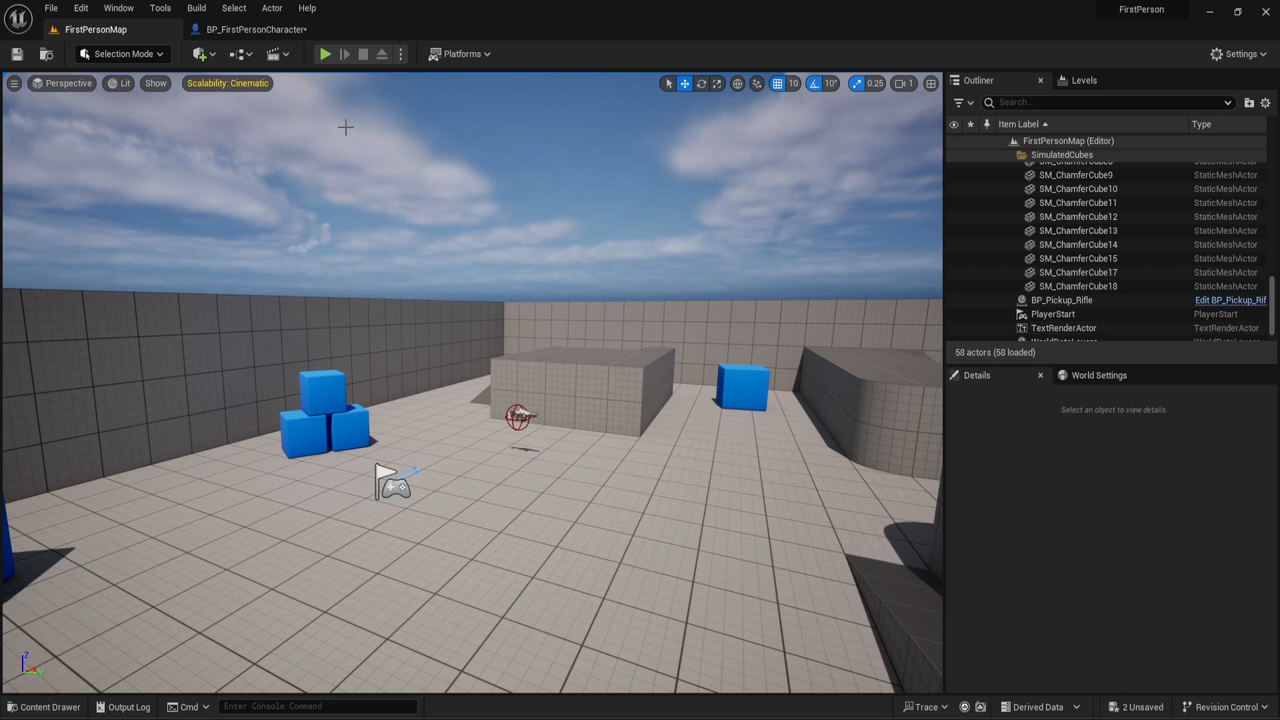 File Edit Window Tools Build Select Actor Help
FirstPerson
FirstPersonMap
BP_FirstPersonCharacter•
Selection Mode
Platforms
Settings
Perspective
Lit
Show
Scalability: Cinematic
10
10°
0.25
1
Outliner
Levels
Search...
Item Label
Type
FirstPersonMap (Editor)
SimulatedCubes
SM_ChamferCube9 StaticMeshActor
SM_ChamferCube10 StaticMeshActor
SM_ChamferCube11 StaticMeshActor
SM_ChamferCube12 StaticMeshActor
SM_ChamferCube13 StaticMeshActor
SM_ChamferCube14 StaticMeshActor
SM_ChamferCube15 StaticMeshActor
SM_ChamferCube17 StaticMeshActor
SM_ChamferCube18 StaticMeshActor
BP_Pickup_Rifle Edit BP_Pickup_Rif
PlayerStart PlayerStart
TextRenderActor TextRenderActor
58 actors (58 loaded)
Details
World Settings
Select an object to view details.
Z
Content Drawer
Output Log
Cmd
Enter Console Command
Trace
Derived Data
2 Unsaved
Revision Control